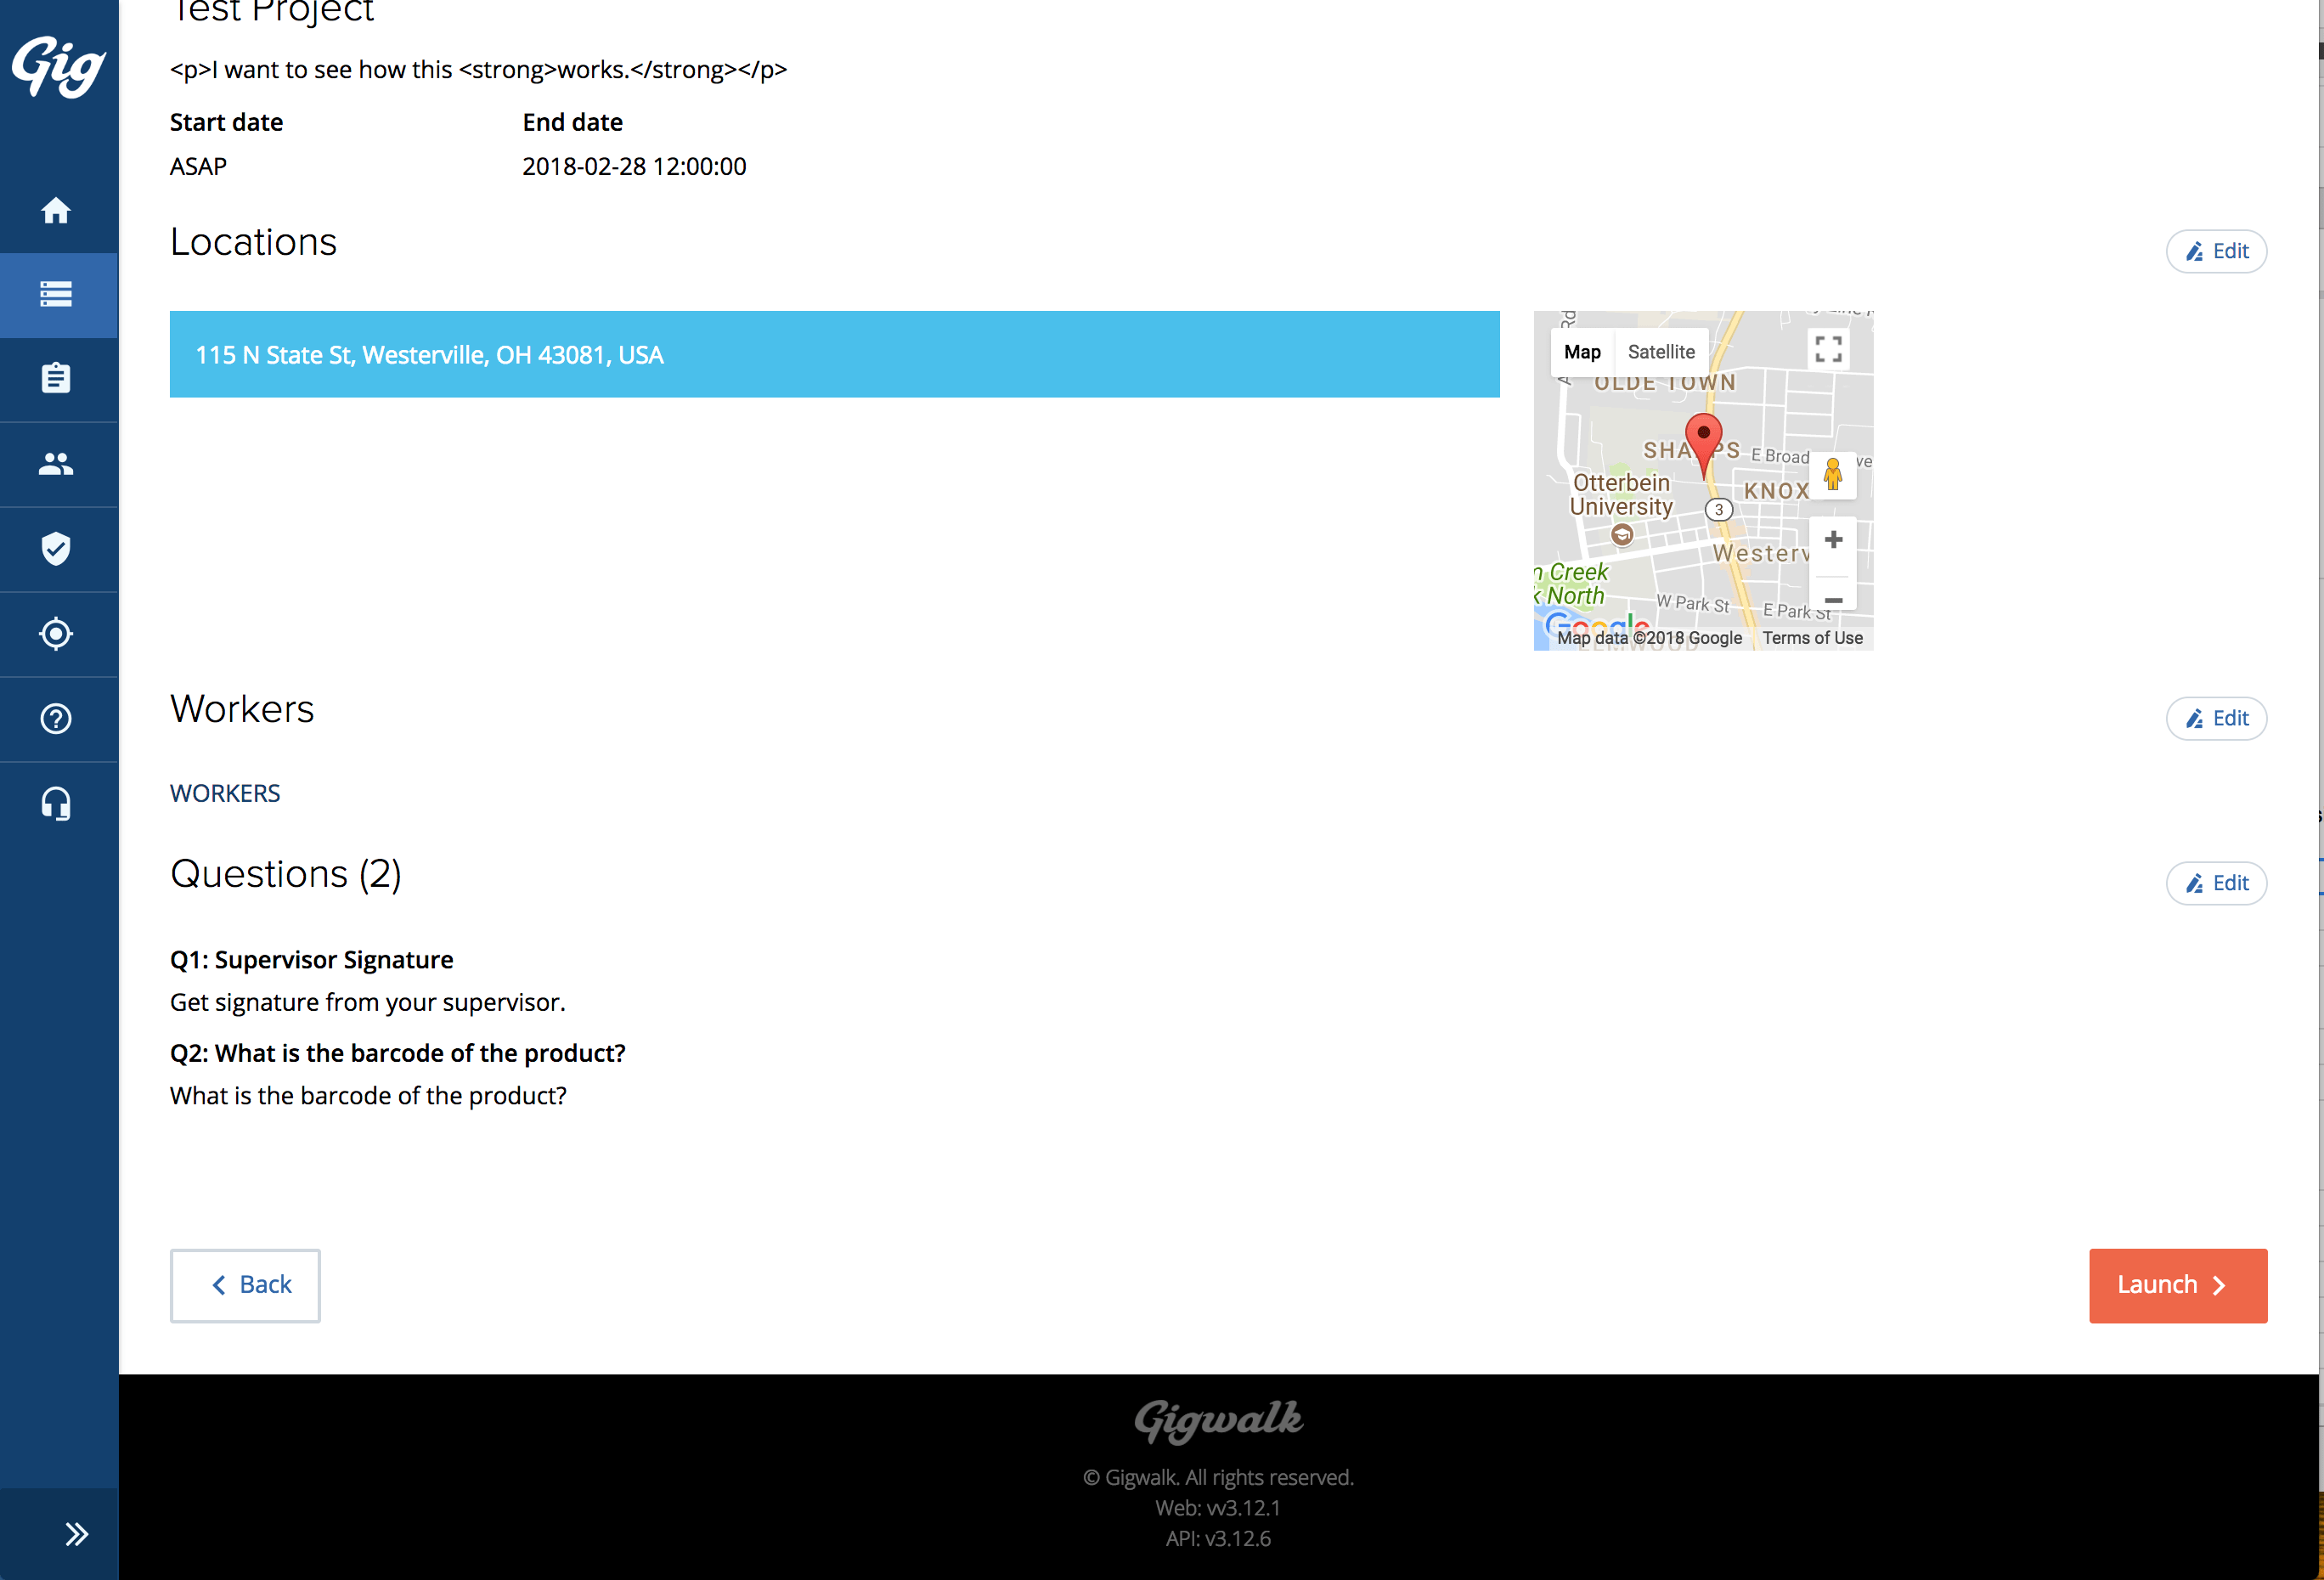 Test Project
Gig
<p>I want to see how this <strong>works.</strong></p>
Start date
End date
ASAP
2018-02-28 12:00:00
Locations
Edit
115 N State St, Westerville, OH 43081, USA
Map
Satellite
OLDE TOWN
E Broad
Otterbein
University
KNOX
3
Westerv
n Creek
k North
W Park St
E Park St
Google
Map data ©2018 Google
Terms of Use
Workers
Edit
WORKERS
Questions (2)
Edit
Q1: Supervisor Signature
Get signature from your supervisor.
Q2: What is the barcode of the product?
What is the barcode of the product?
Back
Launch
Gigwalk
© Gigwalk. All rights reserved.
Web: vv3.12.1
API: v3.12.6